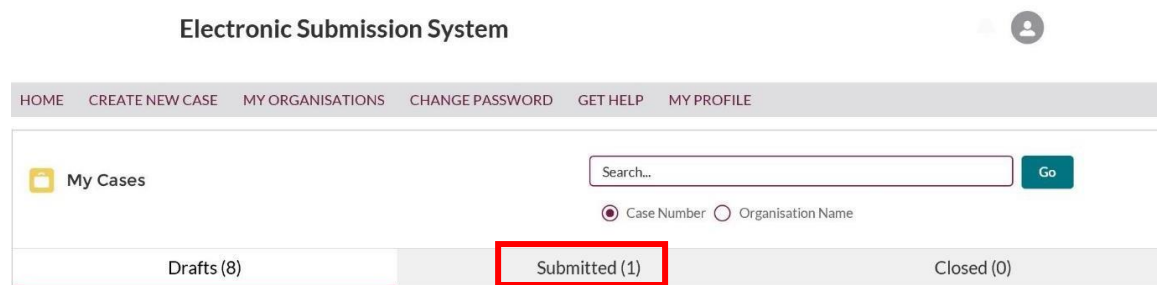 Electronic Submission System
HOME CREATE NEW CASE MY ORGANISATIONS CHANGE PASSWORD GET HELP MY PROFILE
My Cases
Search...
Go
Case Number Organisation Name
Drafts (8) Submitted (1) Closed (0)